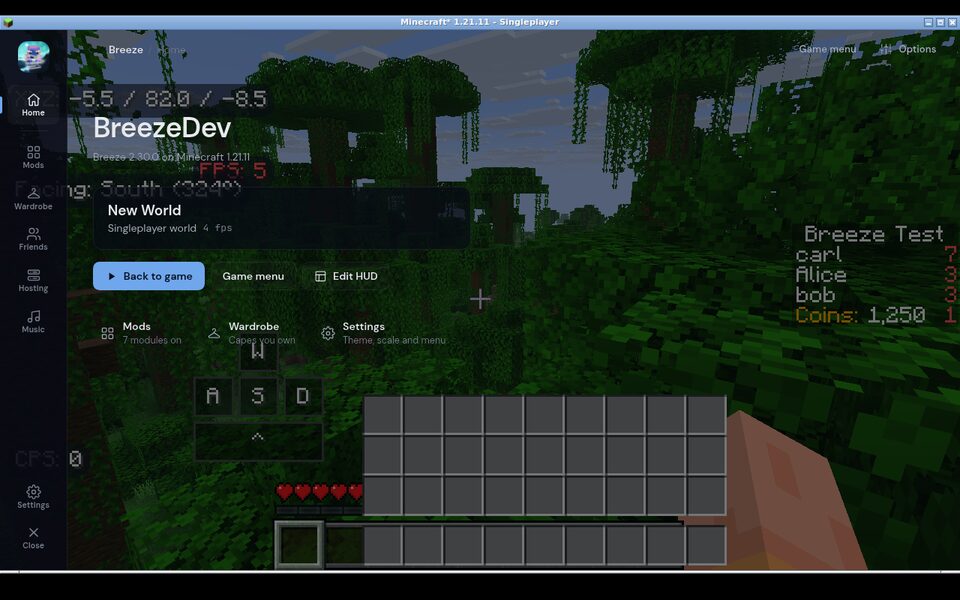 Minecraft* 1.21.11 - Singleplayer
Breeze / Home
Game menu
Options
-5.5 / 82.0 / -8.5
Home
BreezeDev
Breeze 2.30.0 on Minecraft 1.21.11
FPS: 5
Mods
Facing: South (324°)
Wardrobe
New World
Singleplayer world 4 fps
Friends
Breeze Test
carl 7
Alice 3
bob 3
Coins: 1,250 1
Hosting
Back to game
Game menu
Edit HUD
Music
Mods
7 modules on
Wardrobe
Capes you own
Settings
Theme, scale and menu
W
A
S
D
^
CPS: 0
Settings
Close